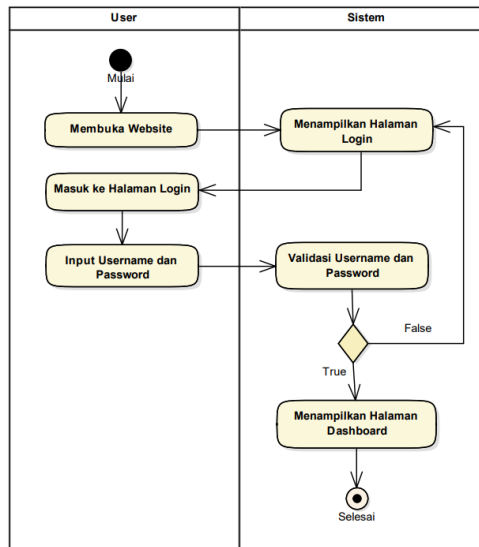 User
Sistem
Mulai
Membuka Website
Menampilkan Halaman
Login
Masuk ke Halaman Login
Input Username dan
Password
Validasi Username dan
Password
False
True
Menampilkan Halaman
Dashboard
Selesai